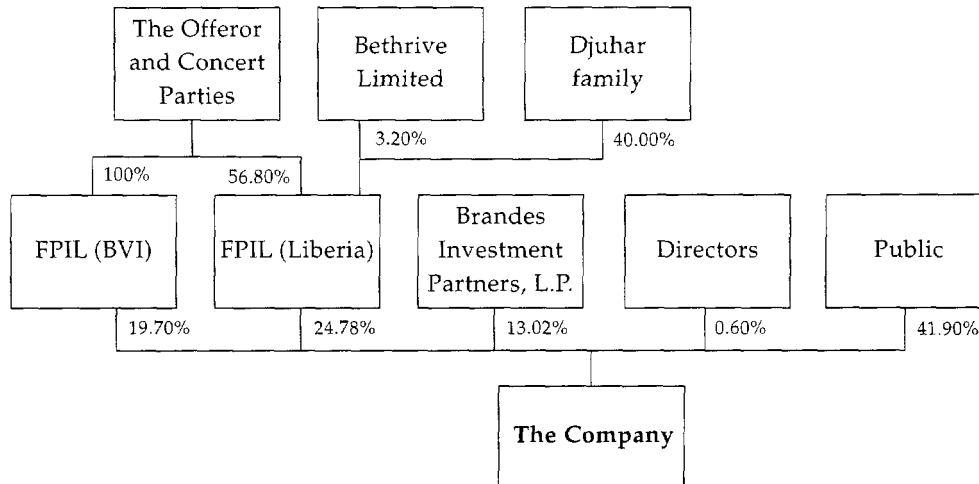 The Offeror
and Concert
Parties
Bethrive
Limited
Djuhar
family
3.20%
40.00%
100%
56.80%
FPIL (BVI)
FPIL (Liberia)
Brandes
Investment
Partners, L.P.
Directors
Public
19.70%
24.78%
13.02%
0.60%
41.90%
The Company